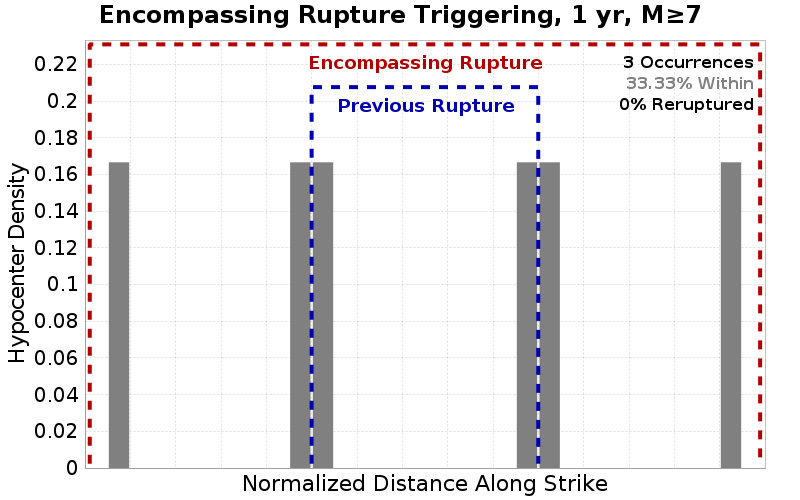 Encompassing Rupture Triggering, 1 yr, M≥7
Encompassing Rupture
Previous Rupture
3 Occurrences
33.33% Within
0% Reruptured
Hypocenter Density
0.22
0.2
0.18
0.16
0.14
0.12
0.1
0.08
0.06
0.04
0.02
0
Normalized Distance Along Strike